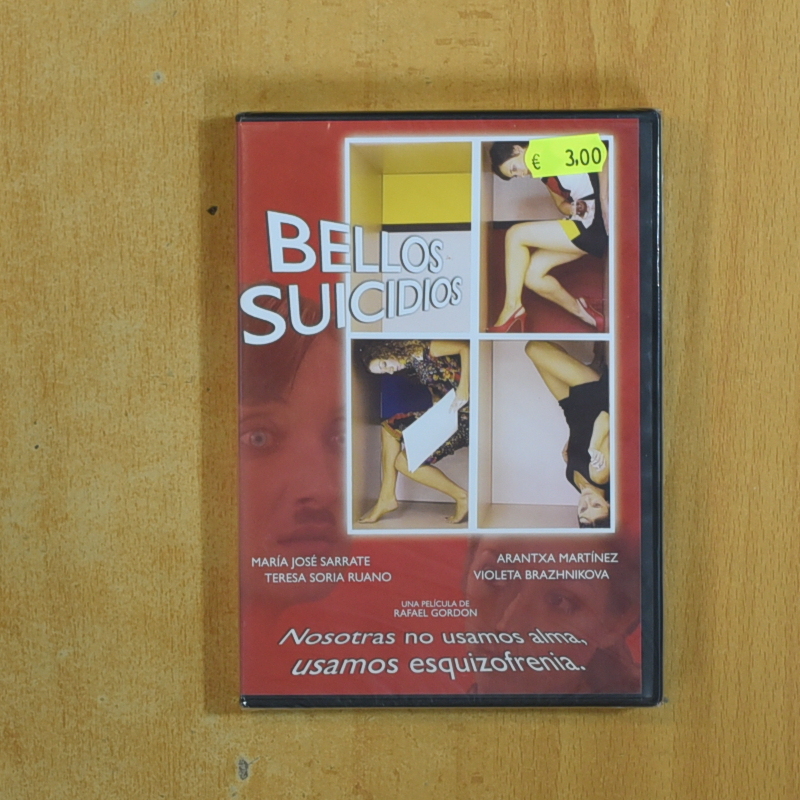 € 3,00
BELLOS
SUICIDIOS
MARÍA JOSÉ SARRATE
TERESA SORIA RUANO
ARANTXA MARTÍNEZ
VIOLETA BRAZHNIKOVA
UNA PELÍCULA DE
RAFAEL GORDON
Nosotras no usamos alma,
usamos esquizofrenia.